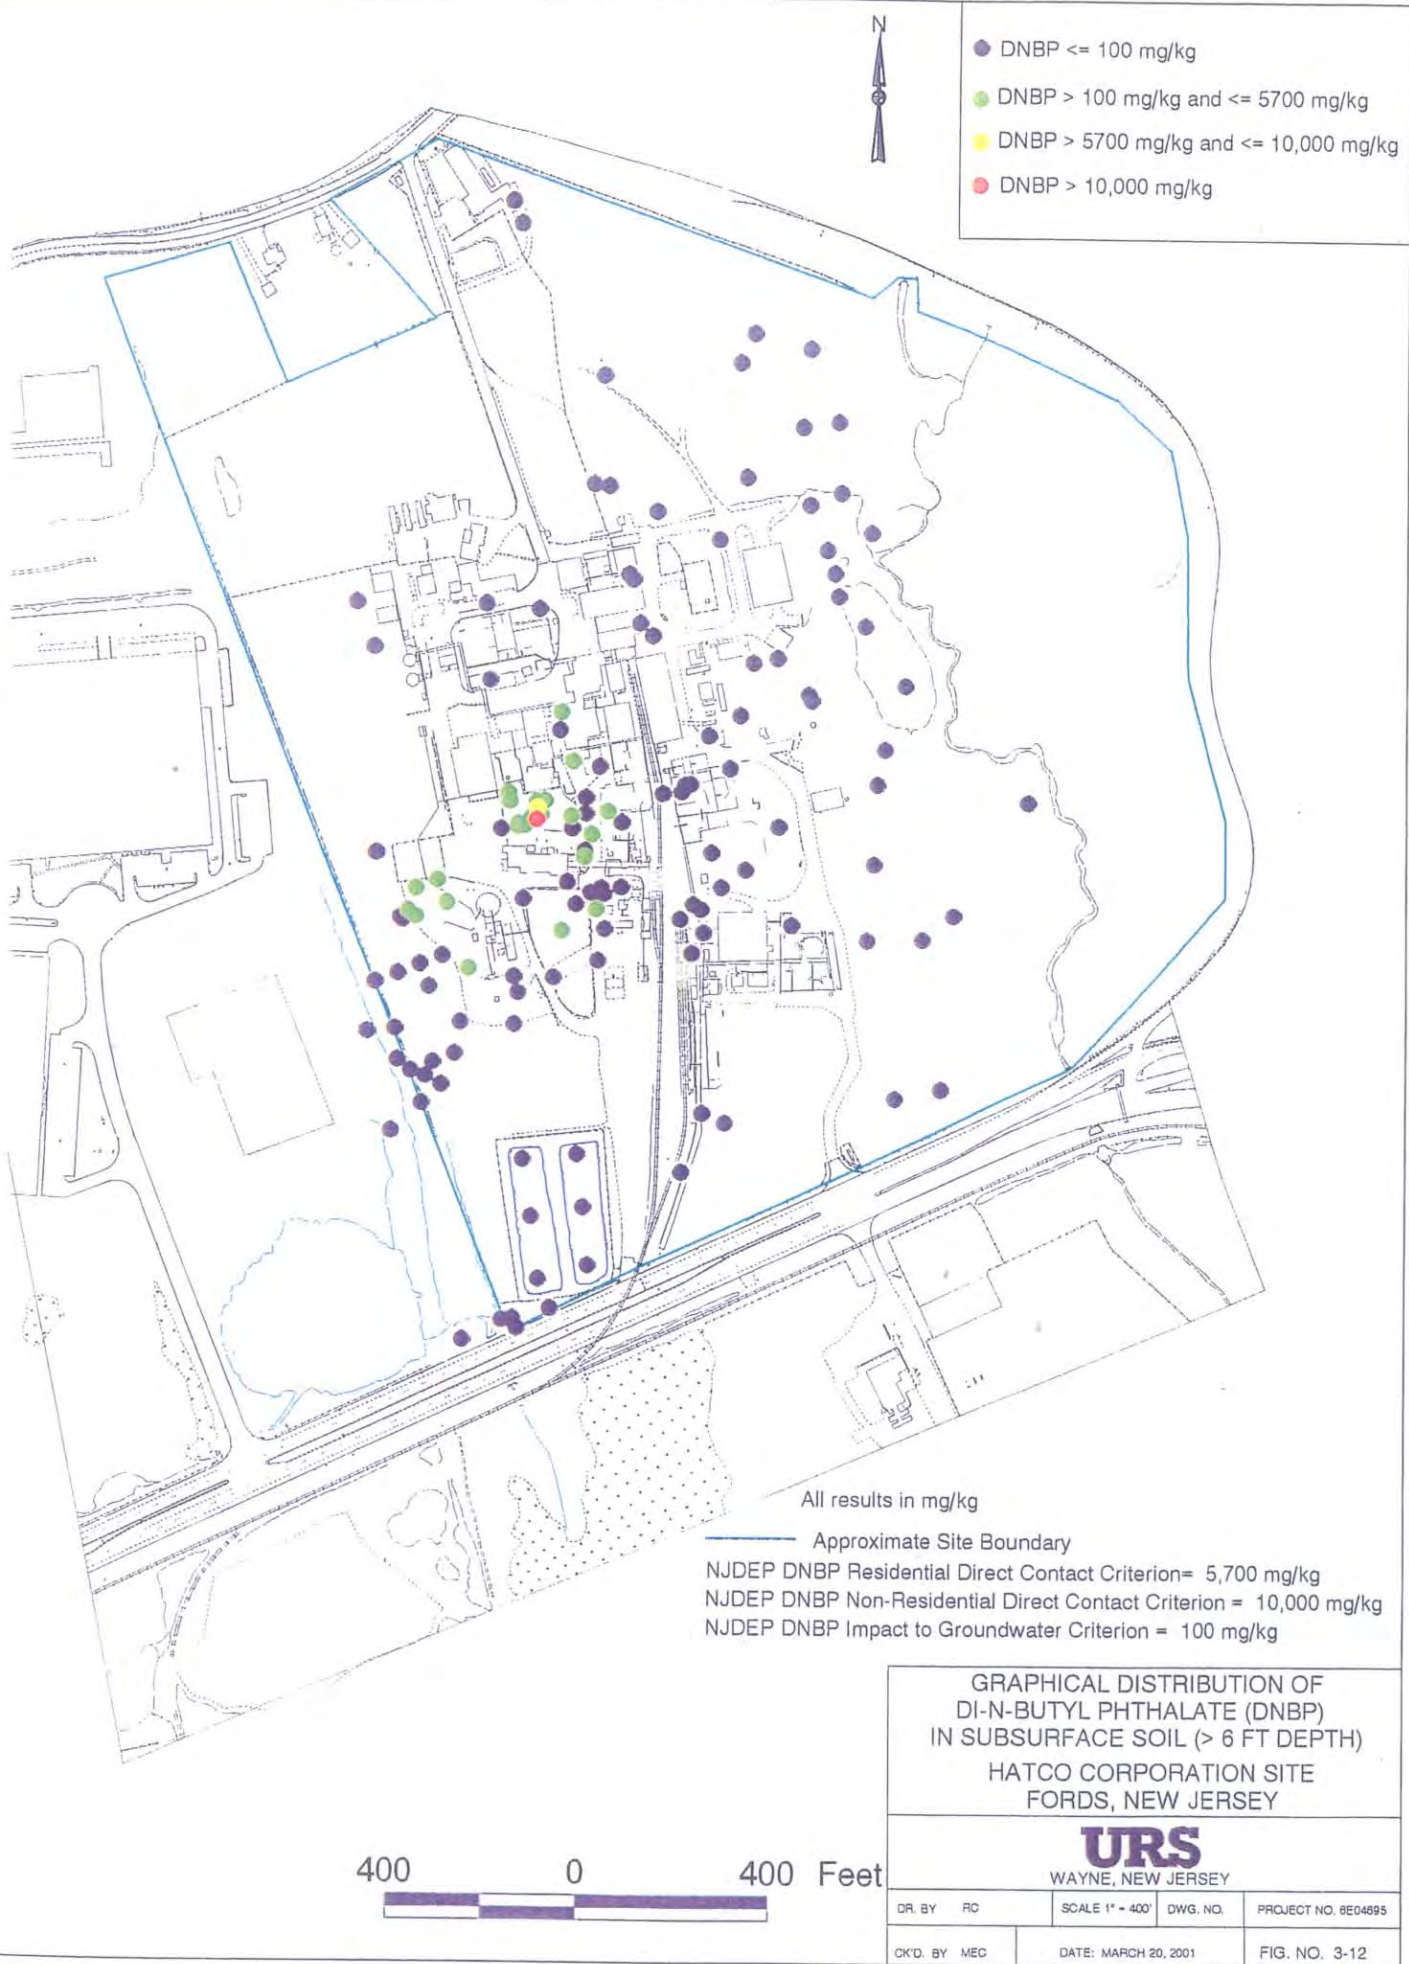 N
DNBP <= 100 mg/kg
DNBP > 100 mg/kg and <= 5700 mg/kg
DNBP > 5700 mg/kg and <= 10,000 mg/kg
DNBP > 10,000 mg/kg
All results in mg/kg
Approximate Site Boundary
NJDEP DNBP Residential Direct Contact Criterion= 5,700 mg/kg
NJDEP DNBP Non-Residential Direct Contact Criterion = 10,000 mg/kg
NJDEP DNBP Impact to Groundwater Criterion = 100 mg/kg
GRAPHICAL DISTRIBUTION OF
DI-N-BUTYL PHTHALATE (DNBP)
IN SUBSURFACE SOIL (> 6 FT DEPTH)
HATCO CORPORATION SITE
FORDS, NEW JERSEY
URS
WAYNE, NEW JERSEY
400 0 400 Feet
DR. BY RC SCALE 1" = 400' DWG. NO. PROJECT NO. 6E04695
CK'D. BY MEC DATE: MARCH 20, 2001 FIG. NO. 3-12